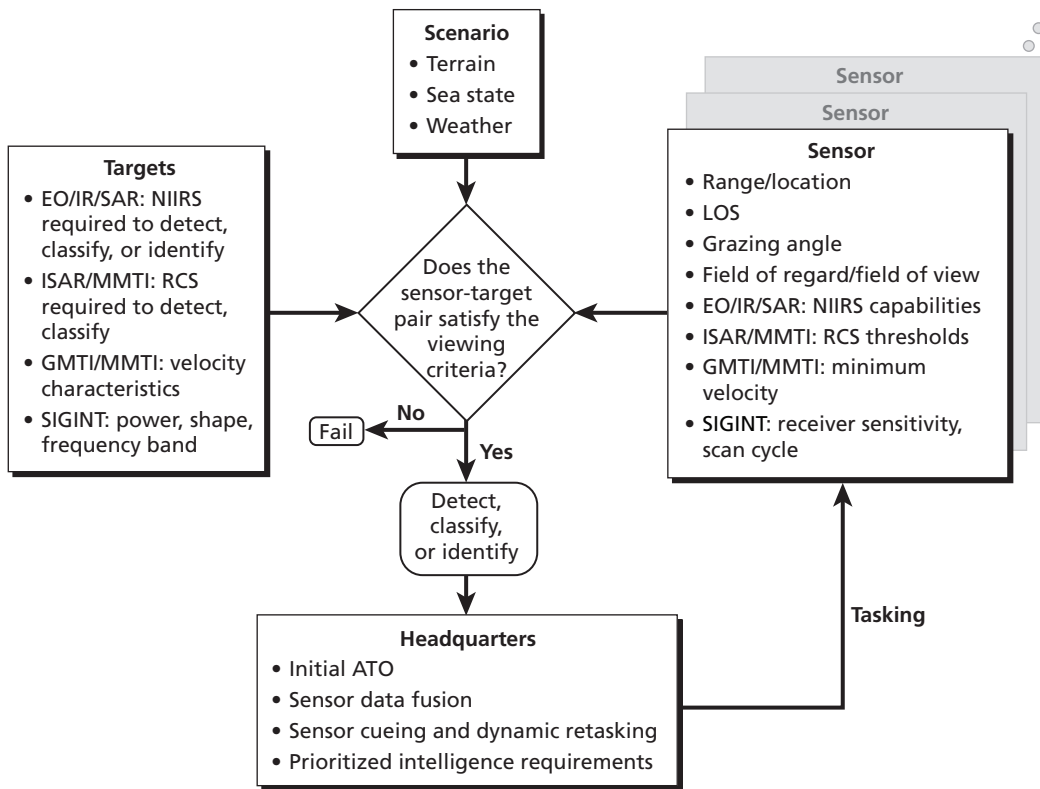 Scenario
• Terrain
• Sea state
• Weather
Sensor
Sensor
Sensor
• Range/location
• LOS
• Grazing angle
• Field of regard/field of view
• EO/IR/SAR: NIIRS capabilities
• ISAR/MMTI: RCS thresholds
• GMTI/MMTI: minimum
velocity
• SIGINT: receiver sensitivity,
scan cycle
Targets
• EO/IR/SAR: NIIRS
required to detect,
classify, or identify
• ISAR/MMTI: RCS
required to detect,
classify
• GMTI/MMTI: velocity
characteristics
• SIGINT: power, shape,
frequency band
Does the
sensor-target
pair satisfy the
viewing
criteria?
No
Fail
Yes
Detect,
classify,
or identify
Tasking
Headquarters
• Initial ATO
• Sensor data fusion
• Sensor cueing and dynamic retasking
• Prioritized intelligence requirements